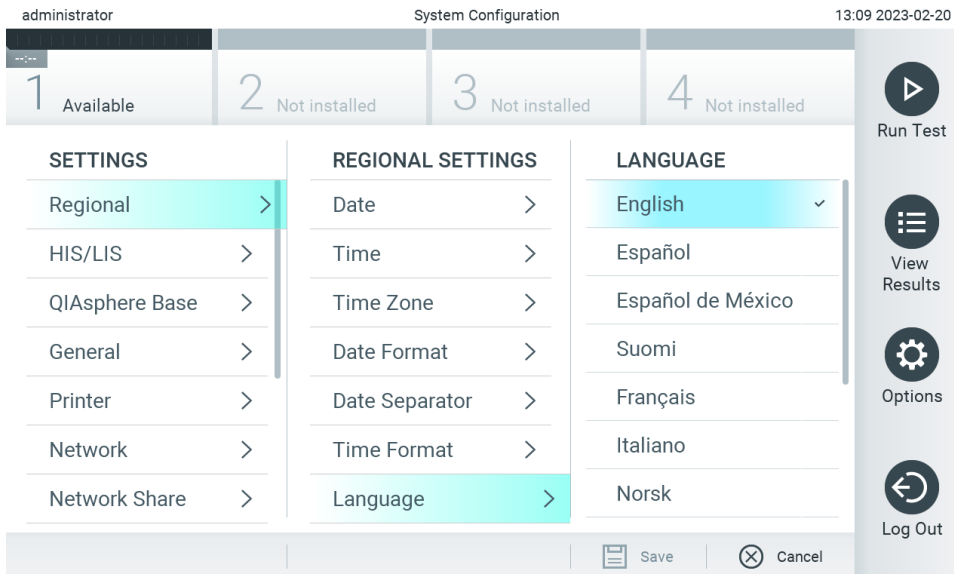 administrator
System Configuration
13:09 2023-02-20
--:--
1 Available
2 Not installed
3 Not installed
4 Not installed
SETTINGS
Regional
HIS/LIS
QIAsphere Base
General
Printer
Network
Network Share
REGIONAL SETTINGS
Date
Time
Time Zone
Date Format
Date Separator
Time Format
Language
LANGUAGE
English
Español
Español de México
Suomi
Français
Italiano
Norsk
Run Test
View
Results
Options
Log Out
Save
Cancel